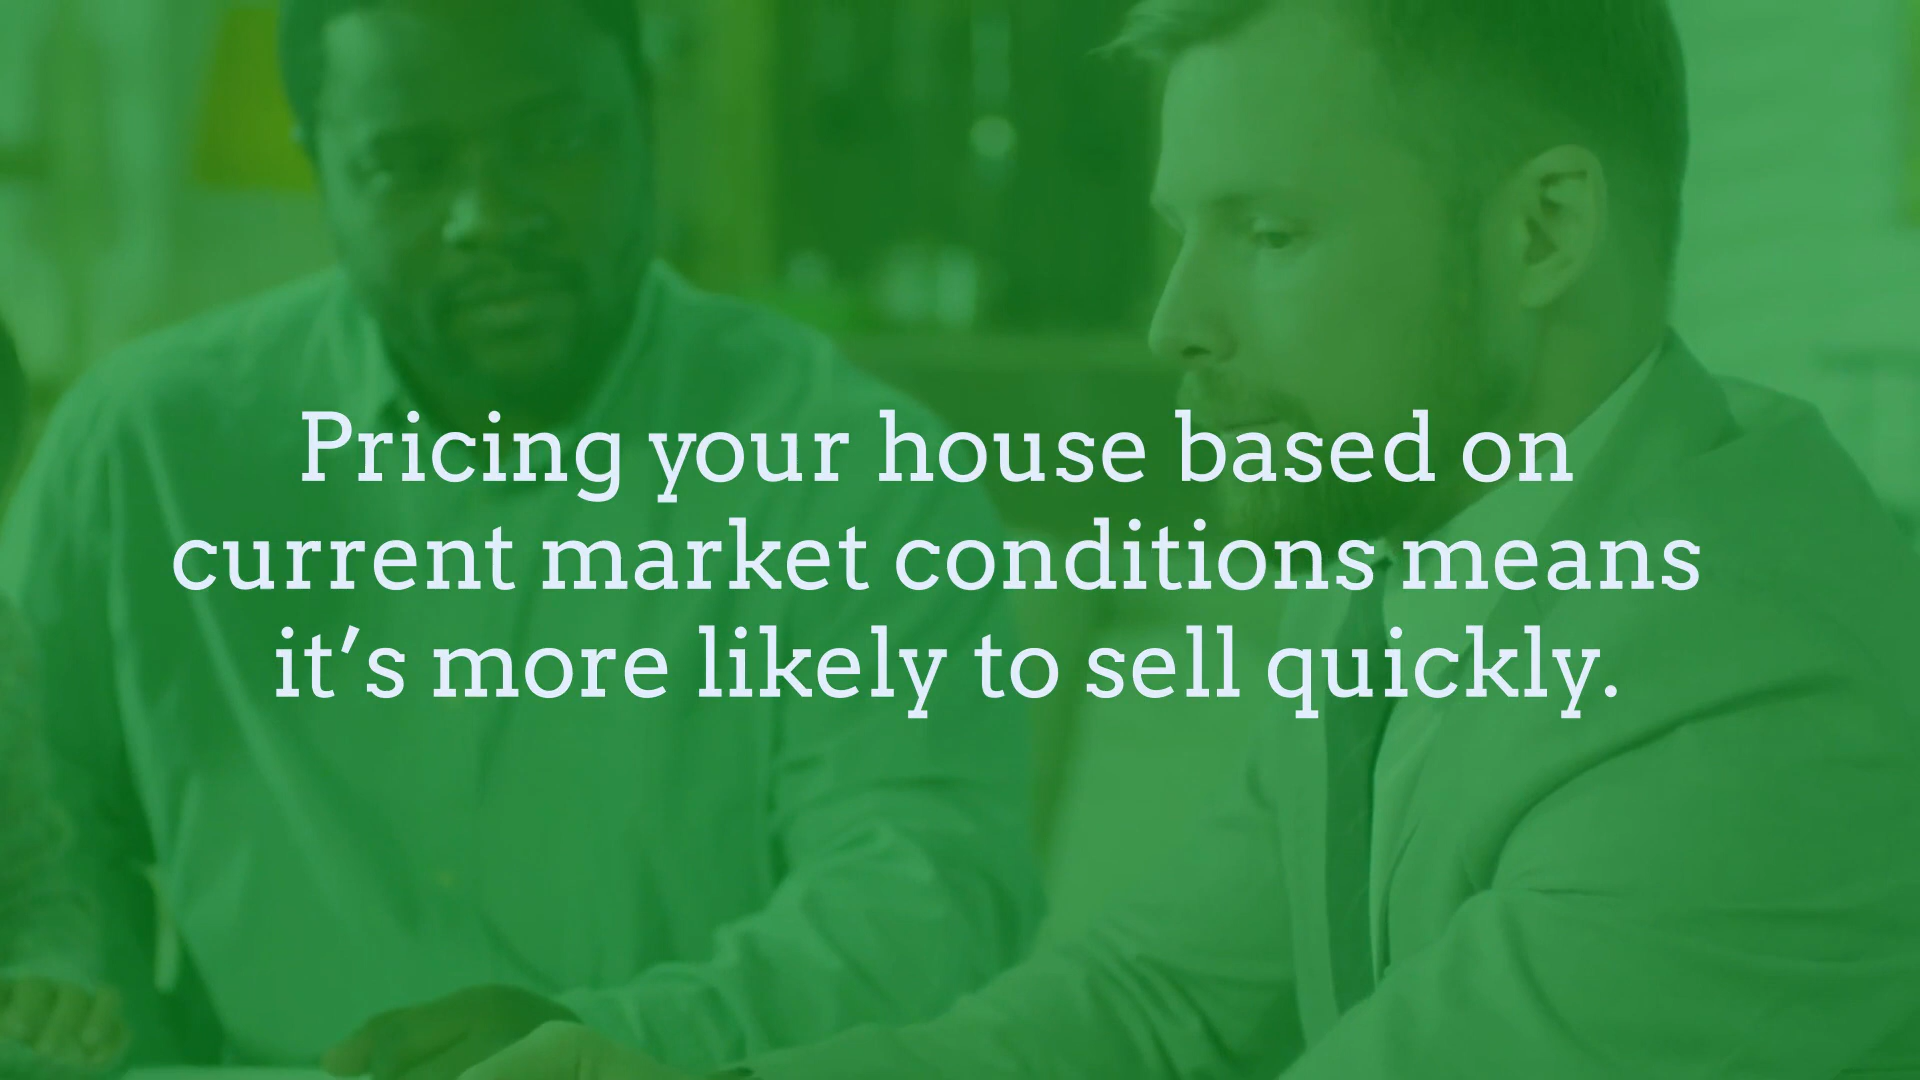 Pricing your house based on
current market conditions means
it’s more likely to sell quickly.